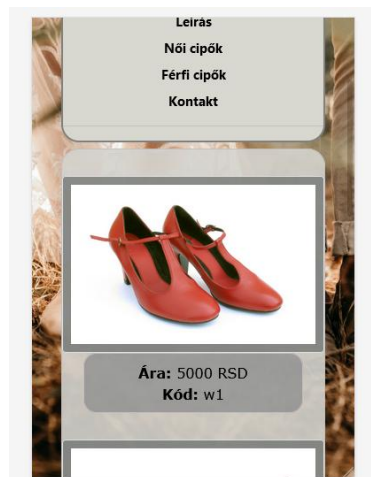 Leírás
Női cipők
Férfi cipők
Kontakt
Ára: 5000 RSD
Kód: w1